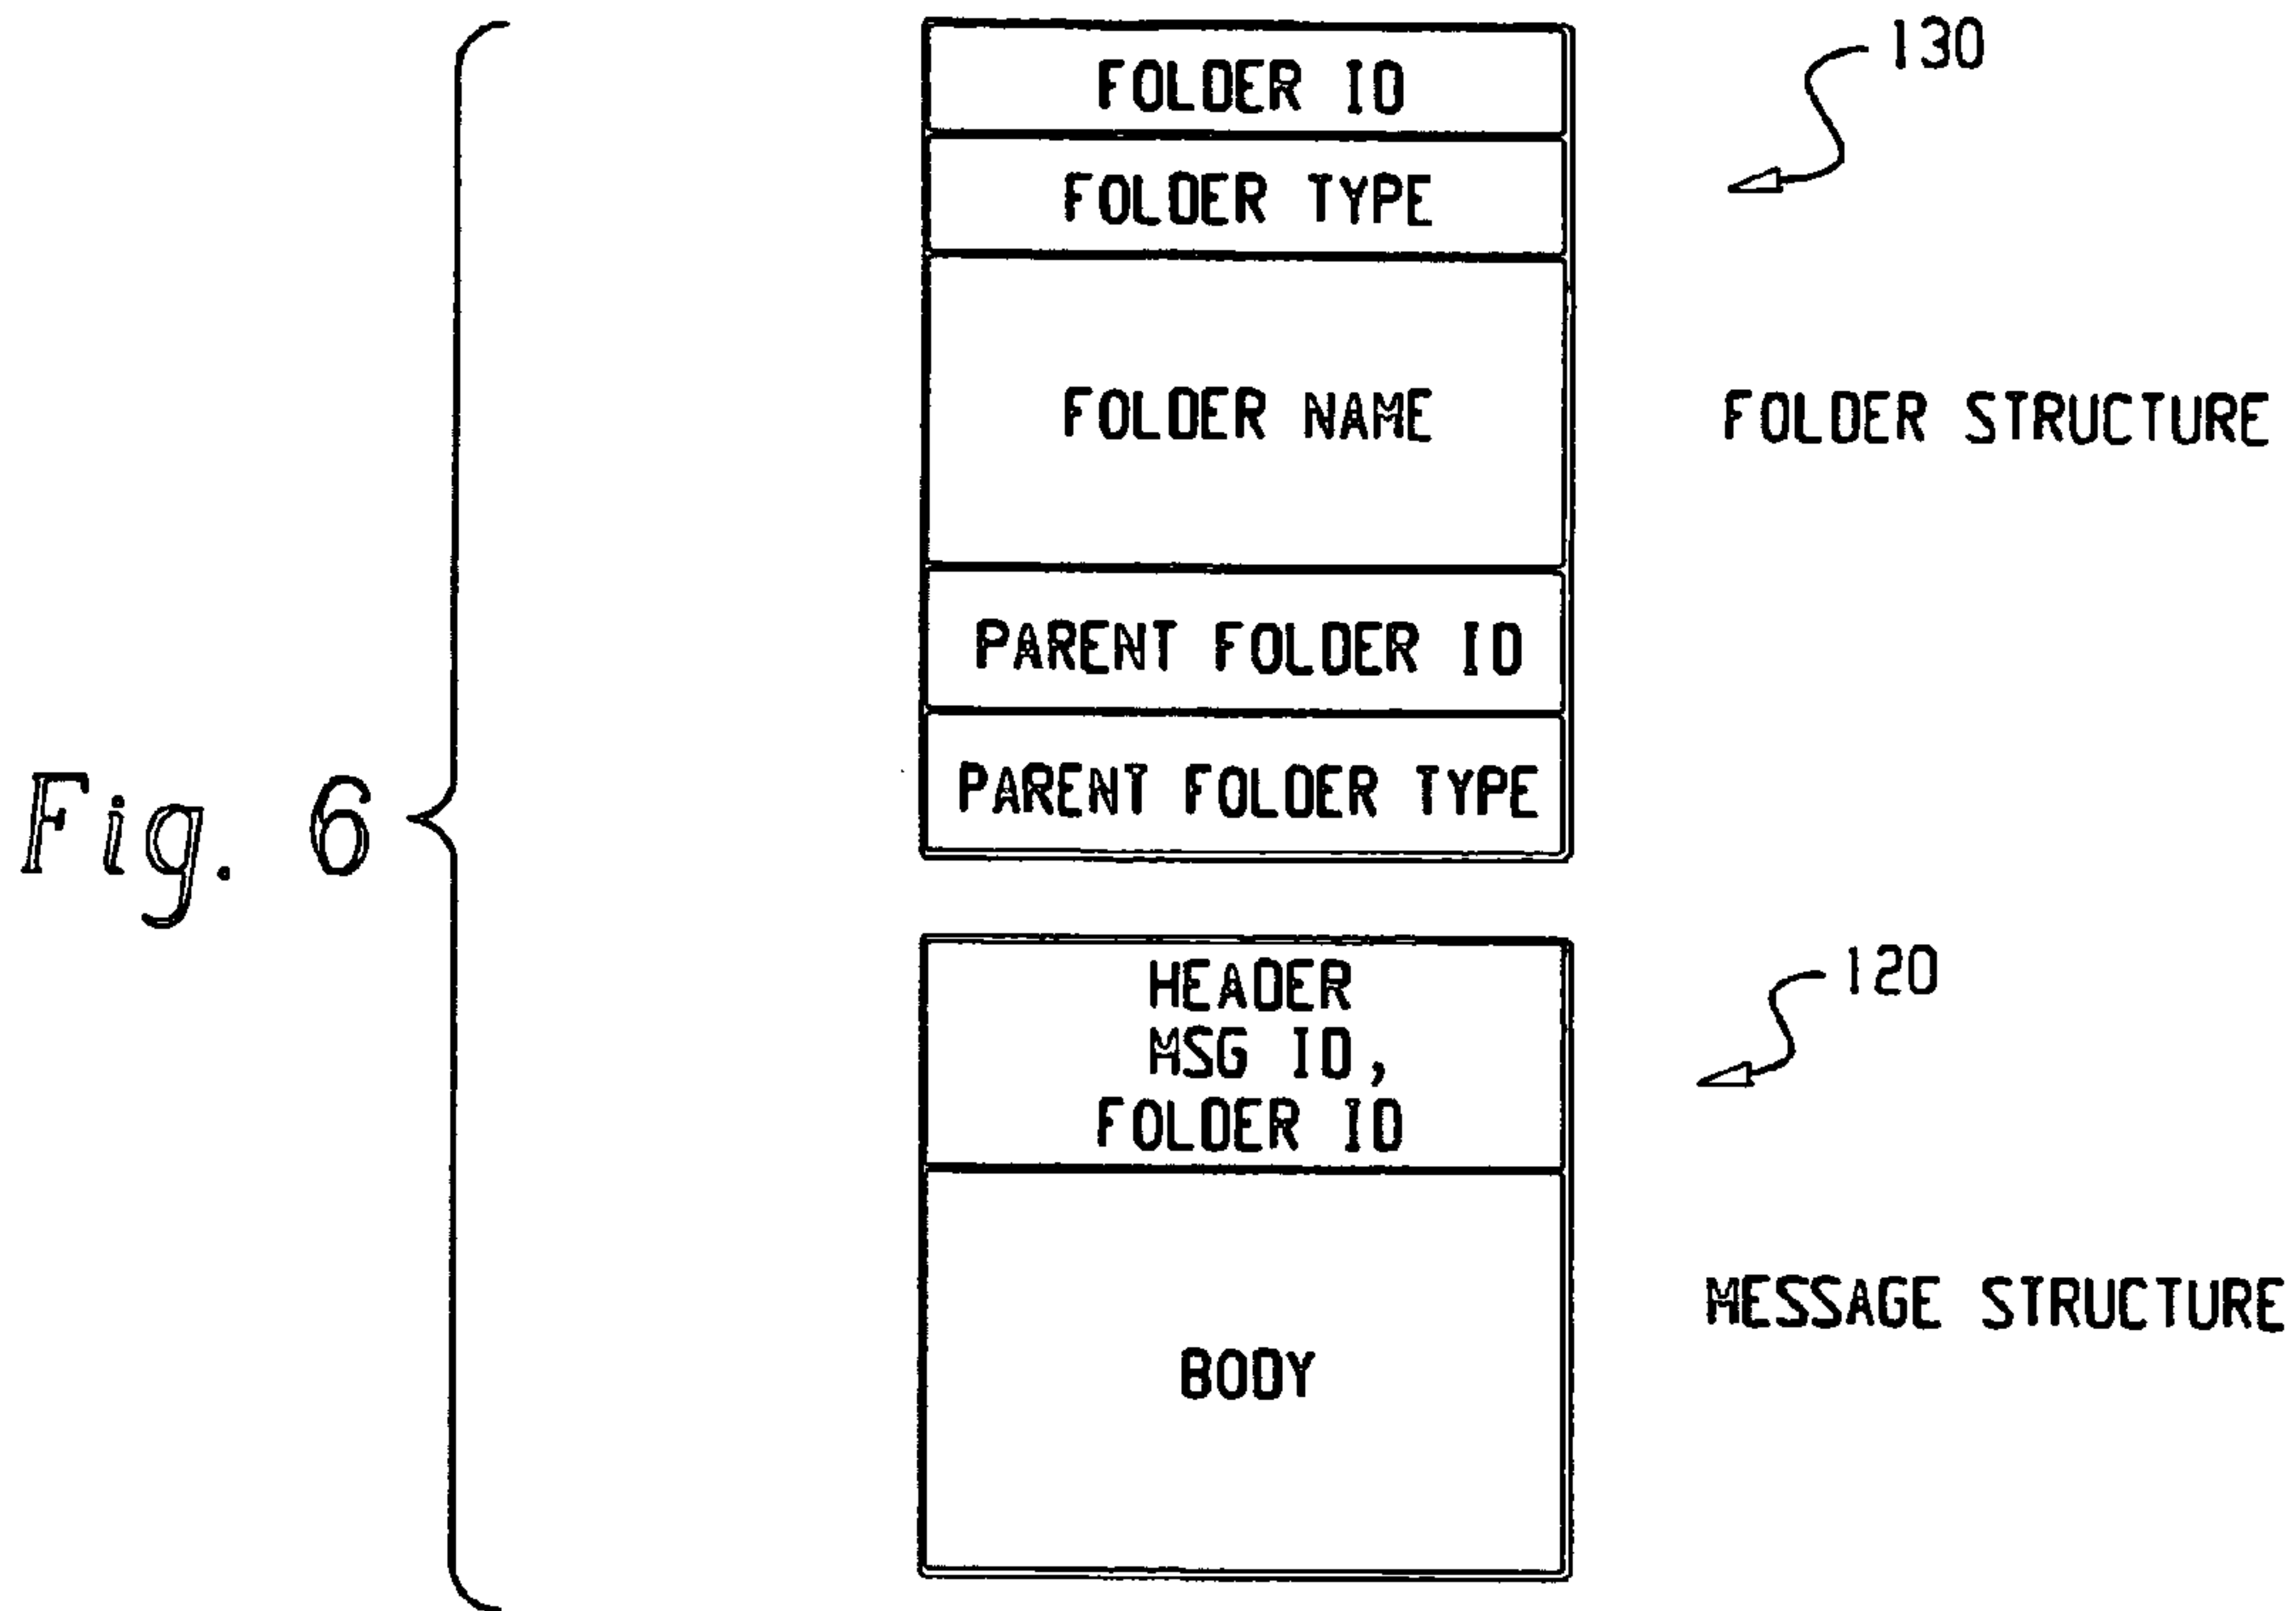 FOLDER ID
130
FOLDER TYPE
FOLDER NAME
FOLDER STRUCTURE
PARENT FOLDER ID
PARENT FOLDER TYPE
Fig. 6
HEADER
MSG ID,
FOLDER ID
120
MESSAGE STRUCTURE
BODY